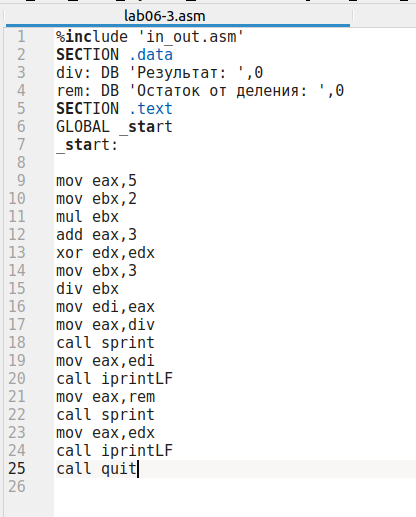 lab06-3.asm
1 %include 'in_out.asm'
2 SECTION .data
3 div: DB 'Результат: ',0
4 rem: DB 'Остаток от деления: ',0
5 SECTION .text
6 GLOBAL _start
7 _start:
8
9 mov eax,5
10 mov ebx,2
11 mul ebx
12 add eax,3
13 xor edx,edx
14 mov ebx,3
15 div ebx
16 mov edi,eax
17 mov eax,div
18 call sprint
19 mov eax,edi
20 call iprintLF
21 mov eax,rem
22 call sprint
23 mov eax,edx
24 call iprintLF
25 call quit
26